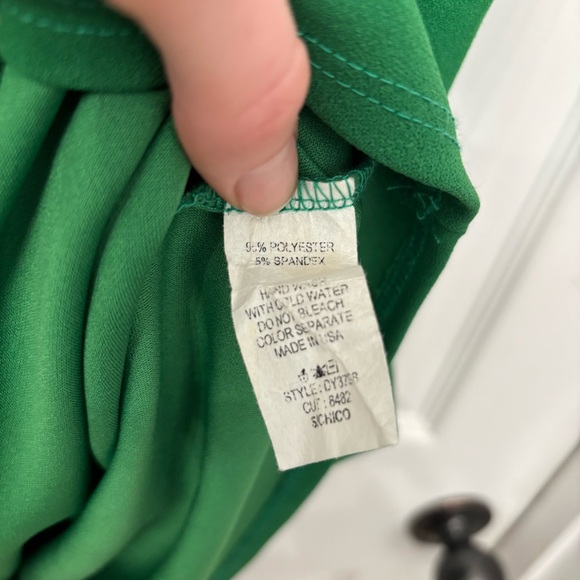 95% POLYESTER
5% SPANDEX
HAND WASH
WITH COLD WATER
DO NOT BLEACH
COLOR SEPARATE
MADE IN USA
CUT : 8482
S.CHICO